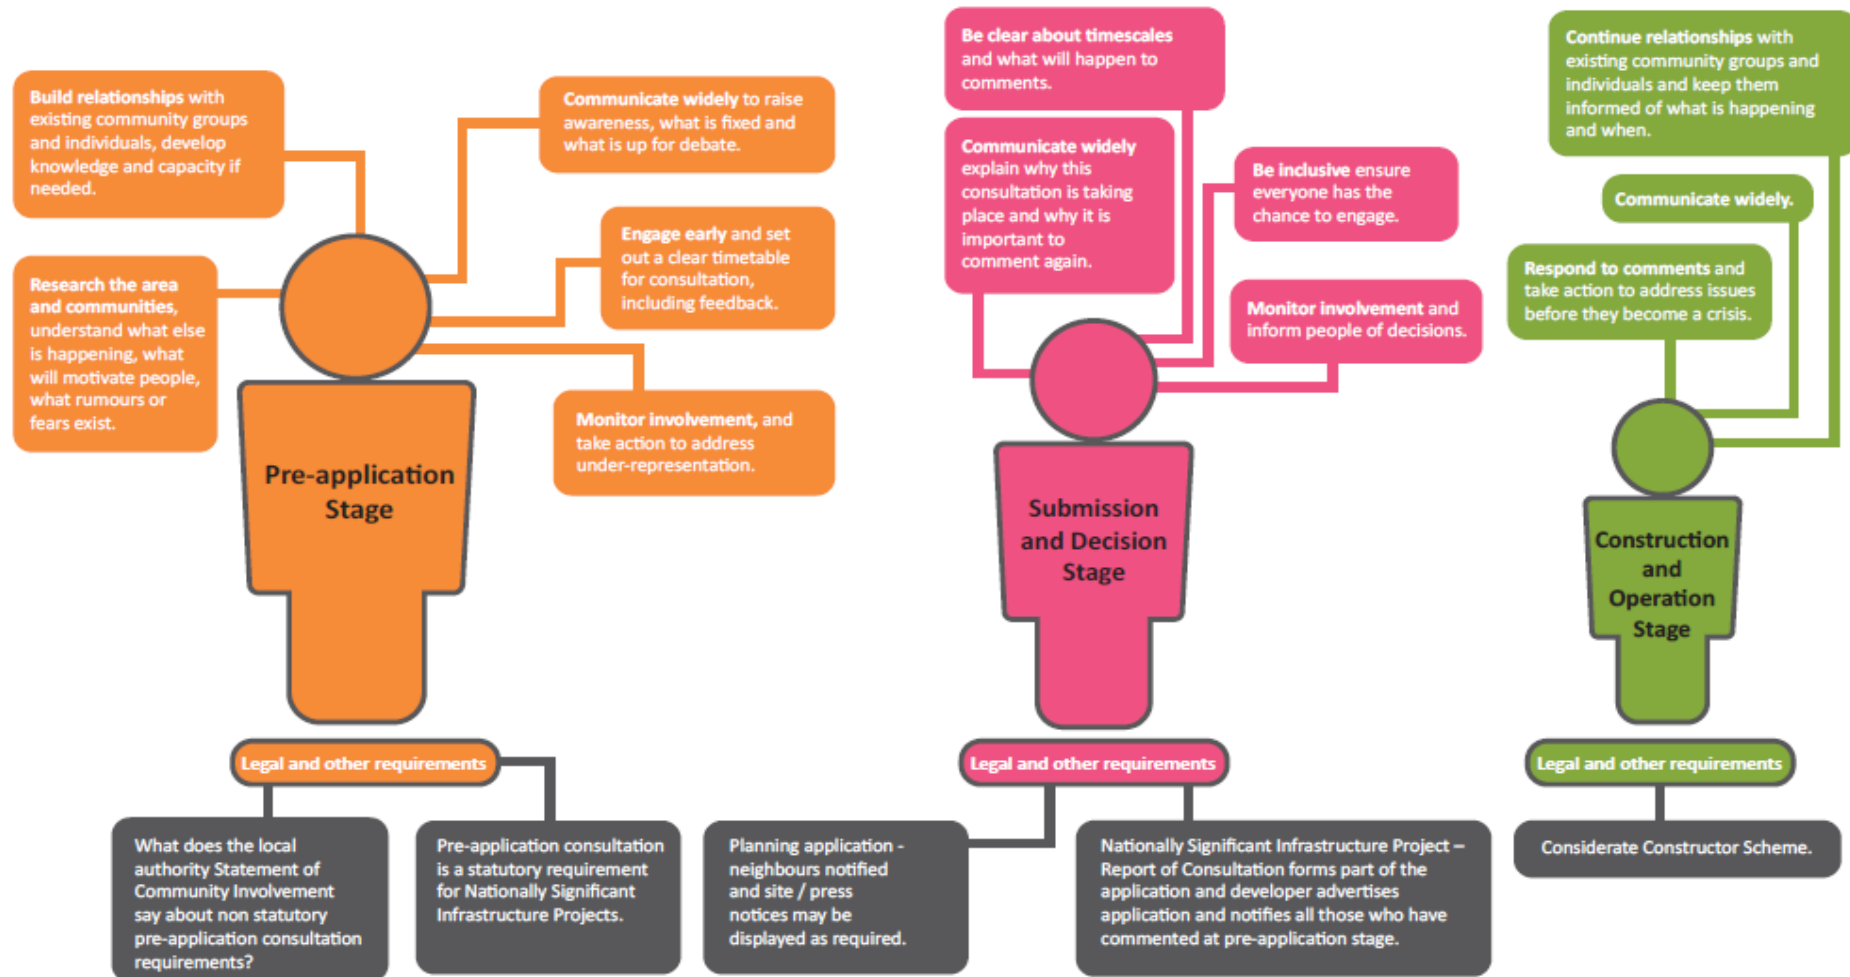 Build relationships with
existing community groups
and individuals, develop
knowledge and capacity if
needed.
Communicate widely to raise
awareness, what is fixed and
what is up for debate.
Engage early and set
out a clear timetable
for consultation,
including feedback.
Research the area
and communities,
understand what else
is happening, what
will motivate people,
what rumours or
fears exist.
Monitor involvement, and
take action to address
under-representation.
Pre-application
Stage
Legal and other requirements
What does the local
authority Statement of
Community Involvement
say about non statutory
pre-application consultation
requirements?
Pre-application consultation
is a statutory requirement
for Nationally Significant
Infrastructure Projects.
Be clear about timescales
and what will happen to
comments.
Communicate widely
explain why this
consultation is taking
place and why it is
important to
comment again.
Be inclusive ensure
everyone has the
chance to engage.
Monitor involvement and
inform people of decisions.
Submission
and Decision
Stage
Legal and other requirements
Planning application -
neighbours notified
and site / press
notices may be
displayed as required.
Nationally Significant Infrastructure Project –
Report of Consultation forms part of the
application and developer advertises
application and notifies all those who have
commented at pre-application stage.
Continue relationships with
existing community groups and
individuals and keep them
informed of what is happening
and when.
Communicate widely.
Respond to comments and
take action to address issues
before they become a crisis.
Construction
and
Operation
Stage
Legal and other requirements
Considerate Constructor Scheme.